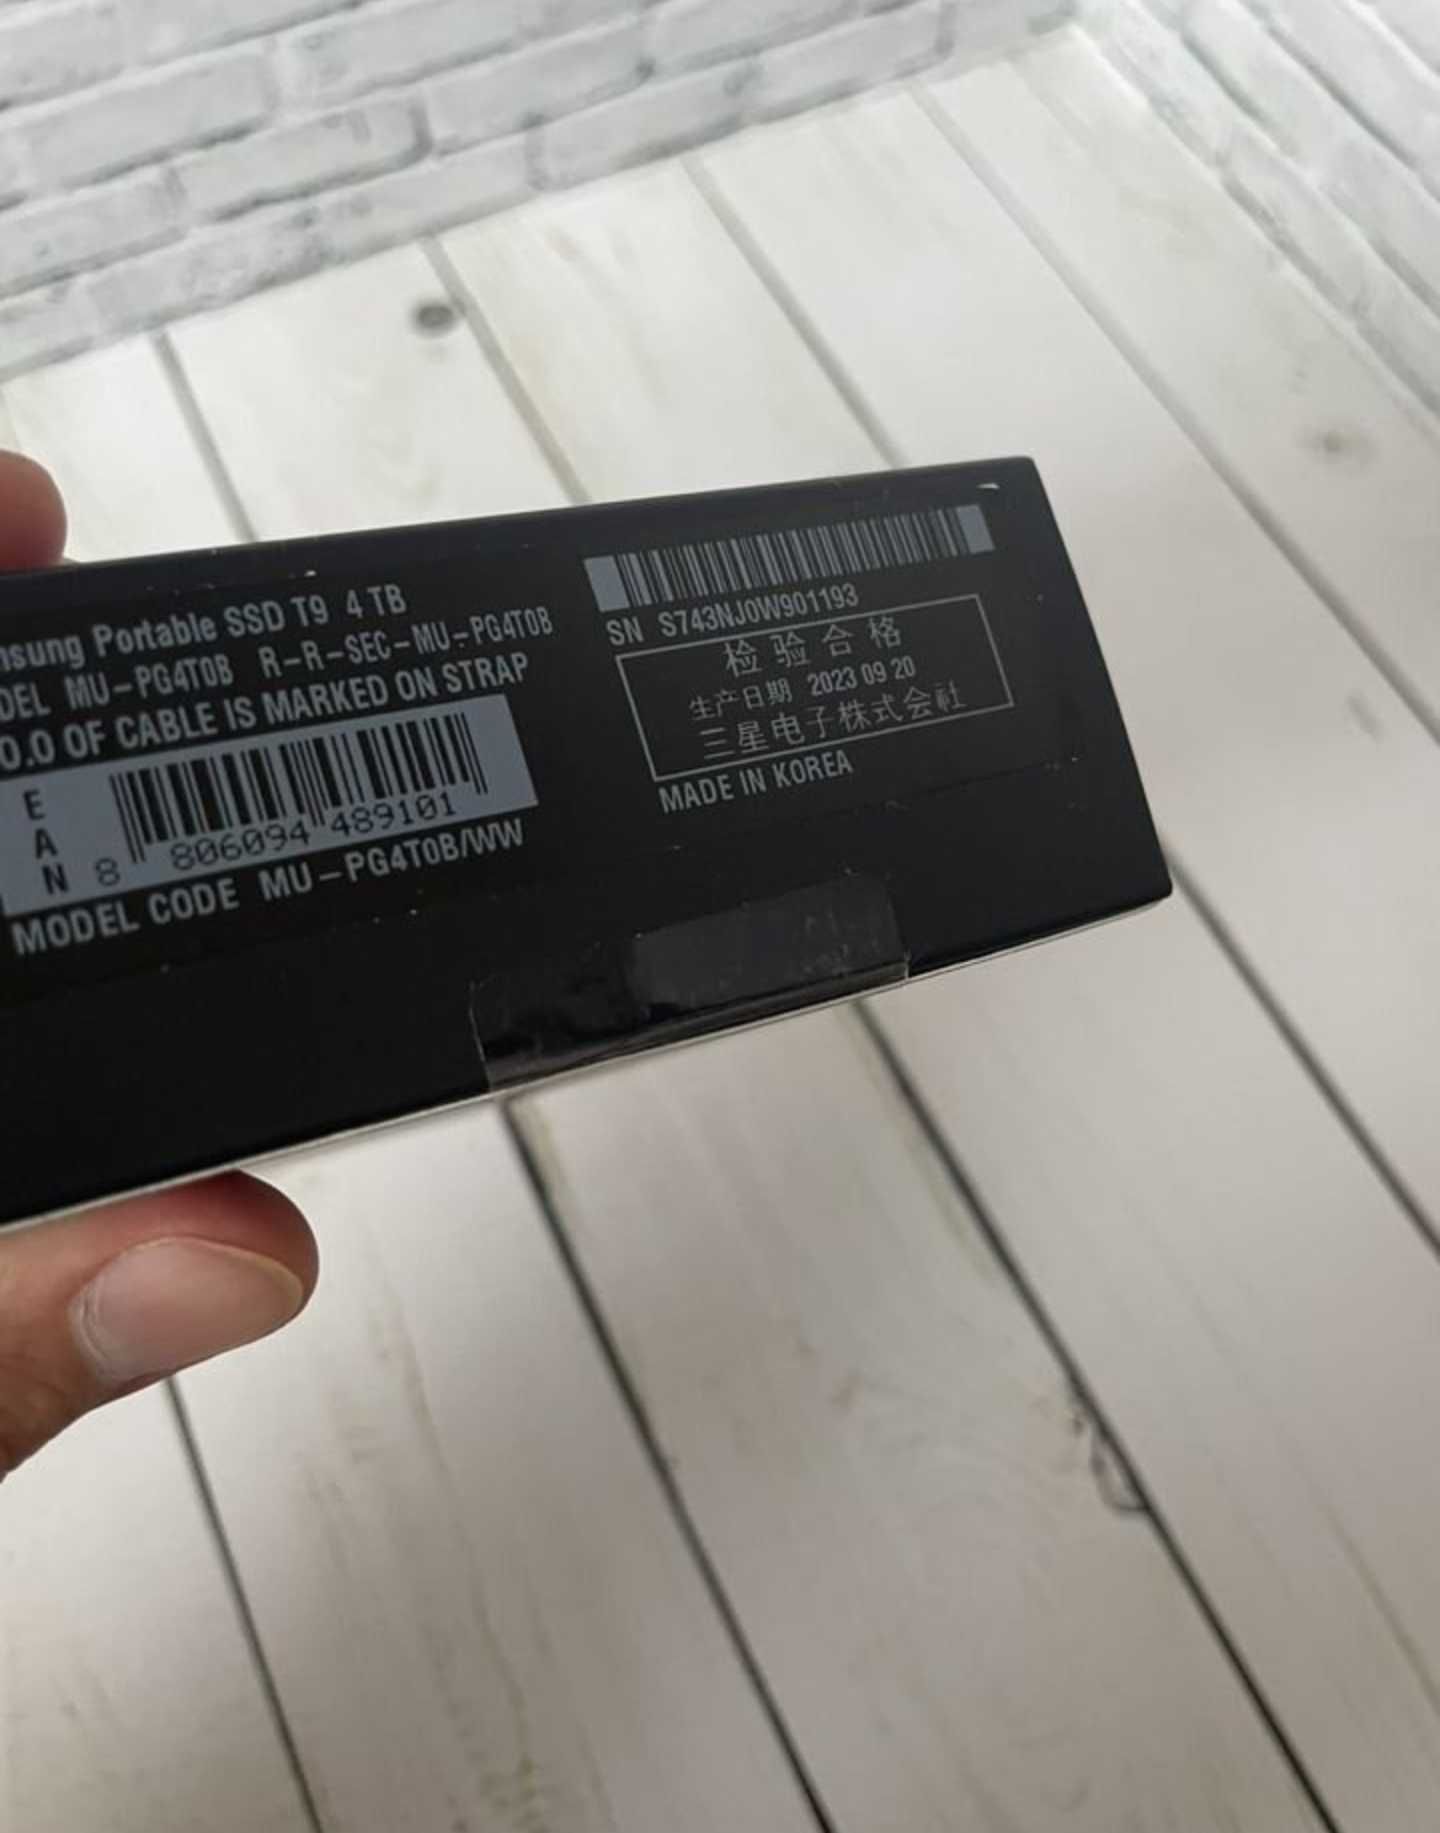 Portable SSD T9 4 TB
MU-PG4T0B R-R-SEC-MU-PG4T0B
OF CABLE IS MARKED ON STRAP
EAN
8 806094 489101
MODEL CODE MU-PG4T0B/WW
SN S743NJ0W901193
检验合格
生产日期 2023 09 20
三星电子株式会社
MADE IN KOREA